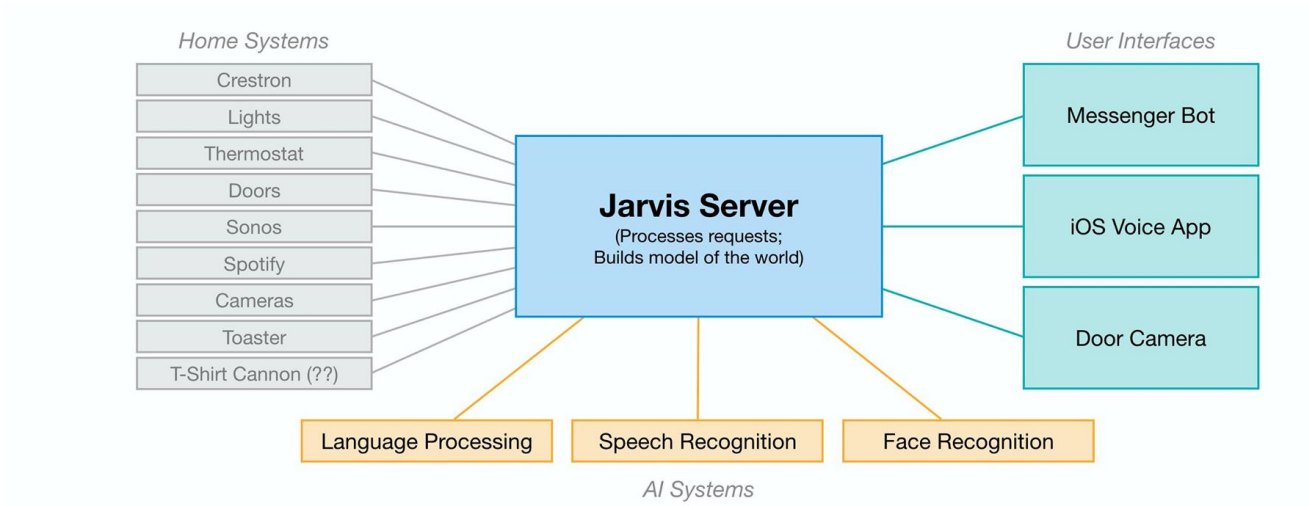 Home Systems
Crestron
Lights
Thermostat
Doors
Sonos
Spotify
Cameras
Toaster
T-Shirt Cannon (??)
Jarvis Server
(Processes requests;
Builds model of the world)
User Interfaces
Messenger Bot
iOS Voice App
Door Camera
Language Processing
Speech Recognition
Face Recognition
AI Systems